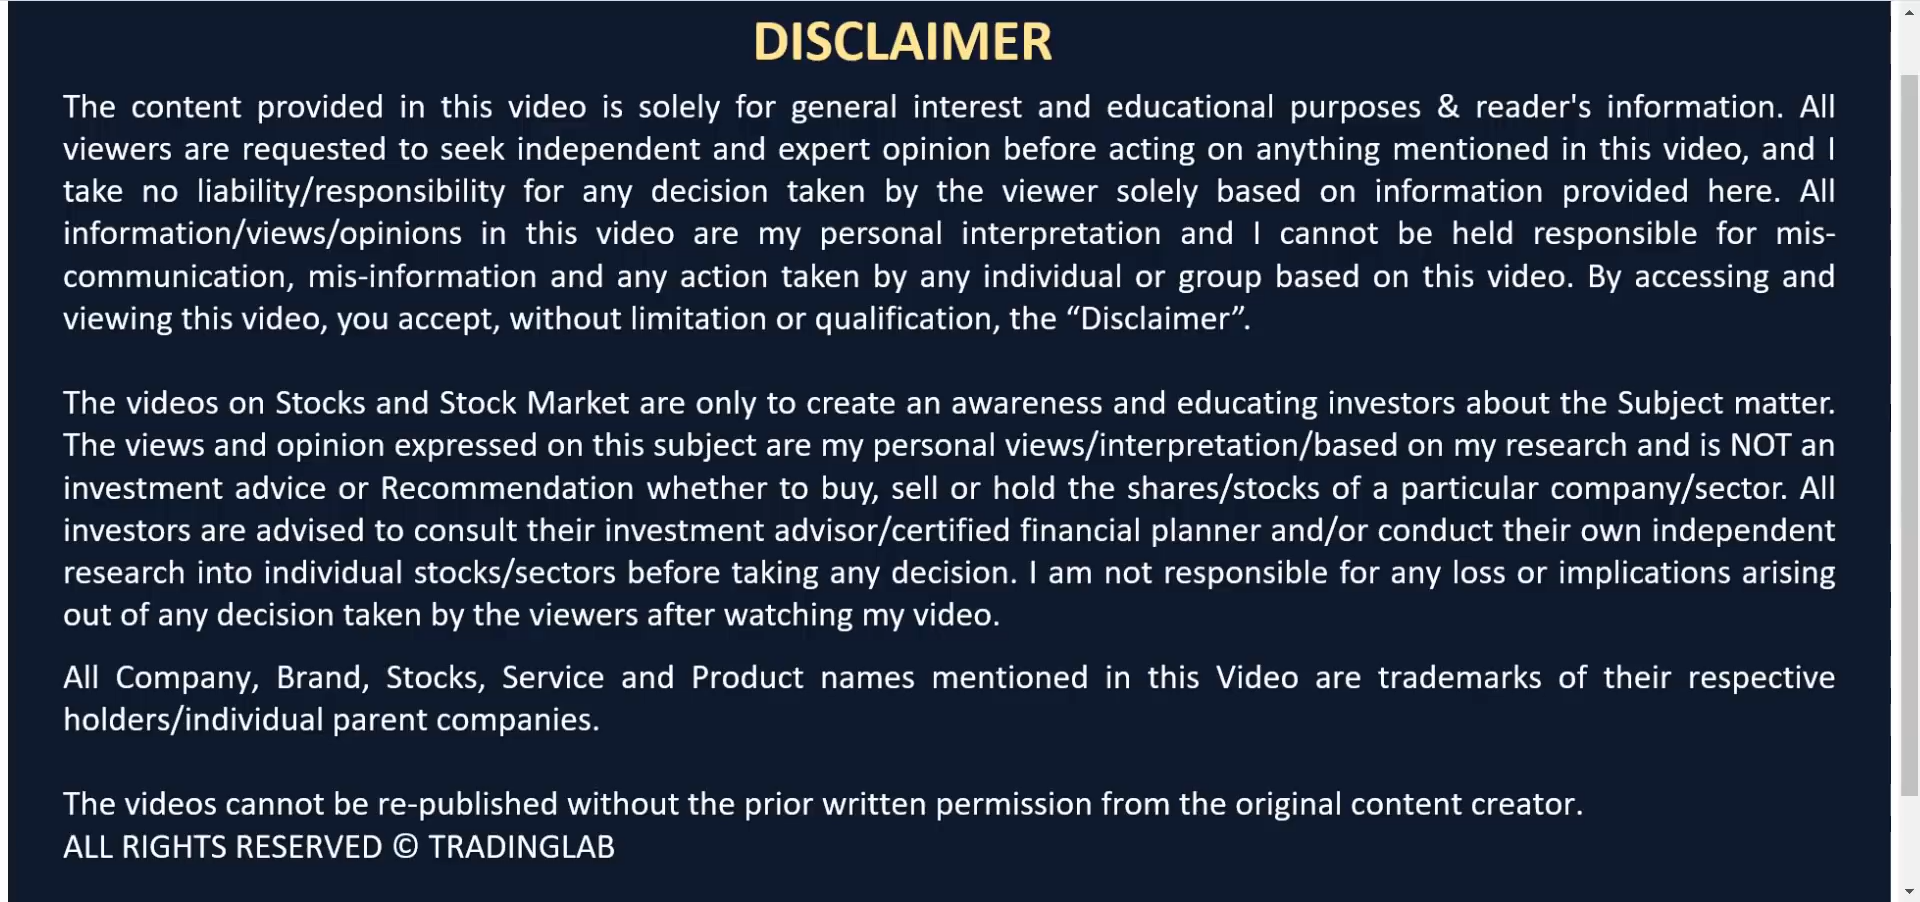 DISCLAIMER
The content provided in this video is solely for general interest and educational purposes & reader's information. All
viewers are requested to seek independent and expert opinion before acting on anything mentioned in this video, and I
take no liability/responsibility for any decision taken by the viewer solely based on information provided here. All
information/views/opinions in this video are my personal interpretation and I cannot be held responsible for mis-
communication, mis-information and any action taken by any individual or group based on this video. By accessing and
viewing this video, you accept, without limitation or qualification, the “Disclaimer”.
The videos on Stocks and Stock Market are only to create an awareness and educating investors about the Subject matter.
The views and opinion expressed on this subject are my personal views/interpretation/based on my research and is NOT an
investment advice or Recommendation whether to buy, sell or hold the shares/stocks of a particular company/sector. All
investors are advised to consult their investment advisor/certified financial planner and/or conduct their own independent
research into individual stocks/sectors before taking any decision. I am not responsible for any loss or implications arising
out of any decision taken by the viewers after watching my video.
All Company, Brand, Stocks, Service and Product names mentioned in this Video are trademarks of their respective
holders/individual parent companies.
The videos cannot be re-published without the prior written permission from the original content creator.
ALL RIGHTS RESERVED © TRADINGLAB